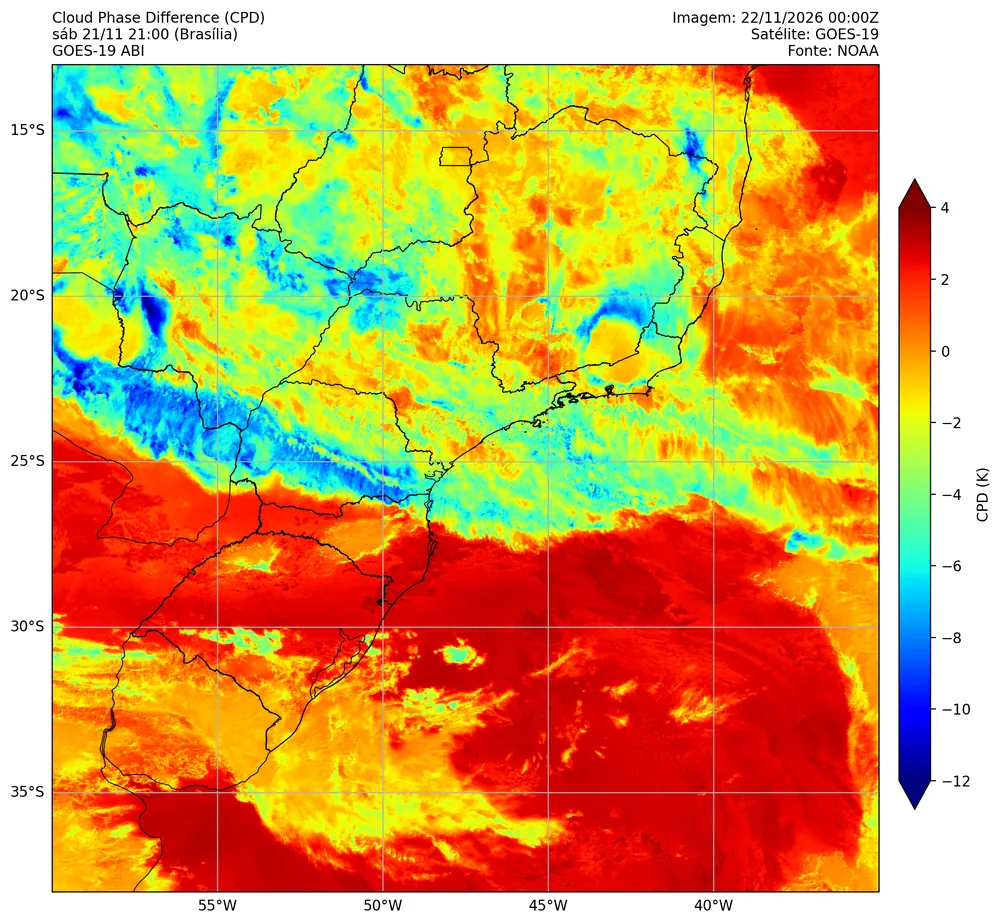 Cloud Phase Difference (CPD)
sáb 21/11 21:00 (Brasília)
GOES-19 ABI
Imagem: 22/11/2026 00:00Z
Satélite: GOES-19
Fonte: NOAA
15°S
20°S
25°S
30°S
35°S
55°W
50°W
45°W
40°W
4
2
0
−2
−4
−6
−8
−10
−12
CPD (K)